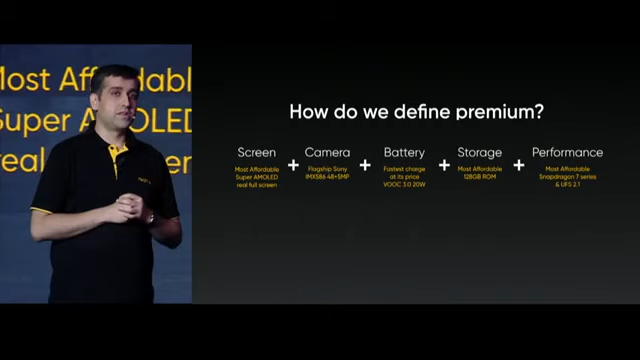 Most Affordabl
Super AMOLED
real
How do we define premium?
Screen + Camera + Battery + Storage + Performance
Most Affordable
Super AMOLED
real full screen
Flagship Sony
IMX586 48+5MP
Fastest charge
at its price
VOOC 3.0 20W
Most Affordable
128GB ROM
Most Affordable
Snapdragon 7 series
& UFS 2.1